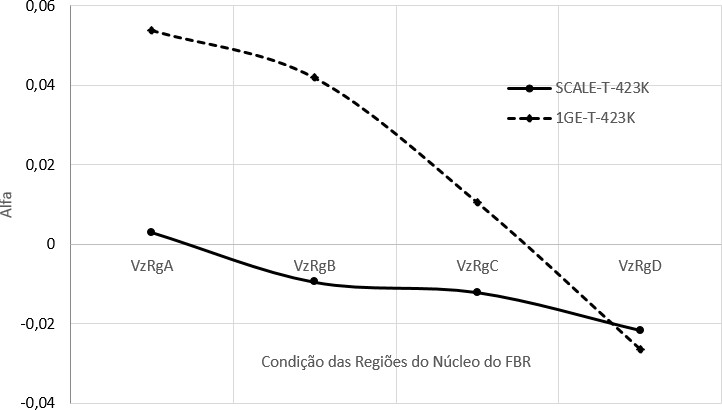 0,06
0,04
0,02
0
-0,02
-0,04
Alfa
SCALE-T-423K
1GE-T-423K
VzRgA
VzRgB
VzRgC
VzRgD
Condição das Regiões do Núcleo do FBR